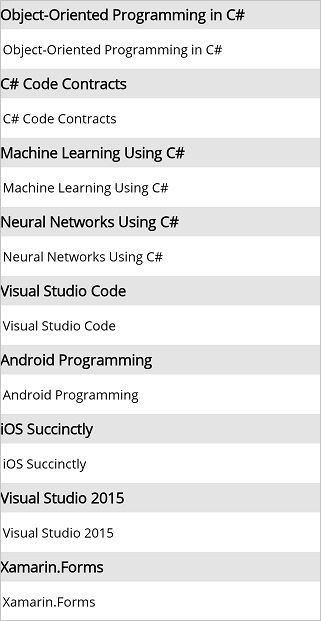 Object-Oriented Programming in C#
Object-Oriented Programming in C#
C# Code Contracts
C# Code Contracts
Machine Learning Using C#
Machine Learning Using C#
Neural Networks Using C#
Neural Networks Using C#
Visual Studio Code
Visual Studio Code
Android Programming
Android Programming
iOS Succinctly
iOS Succinctly
Visual Studio 2015
Visual Studio 2015
Xamarin.Forms
Xamarin.Forms